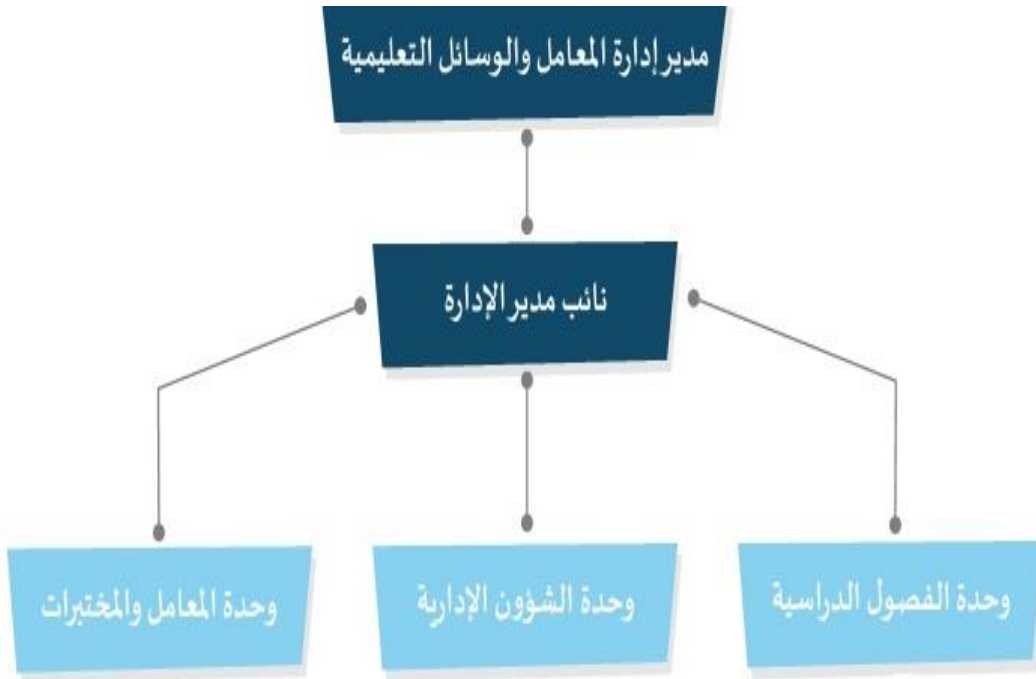 مدير إدارة المعامل والوسائل التعليمية
نائب مدير الإدارة
وحدة الفصول الدراسية
وحدة الشؤون الإدارية
وحدة المعامل والمختبرات